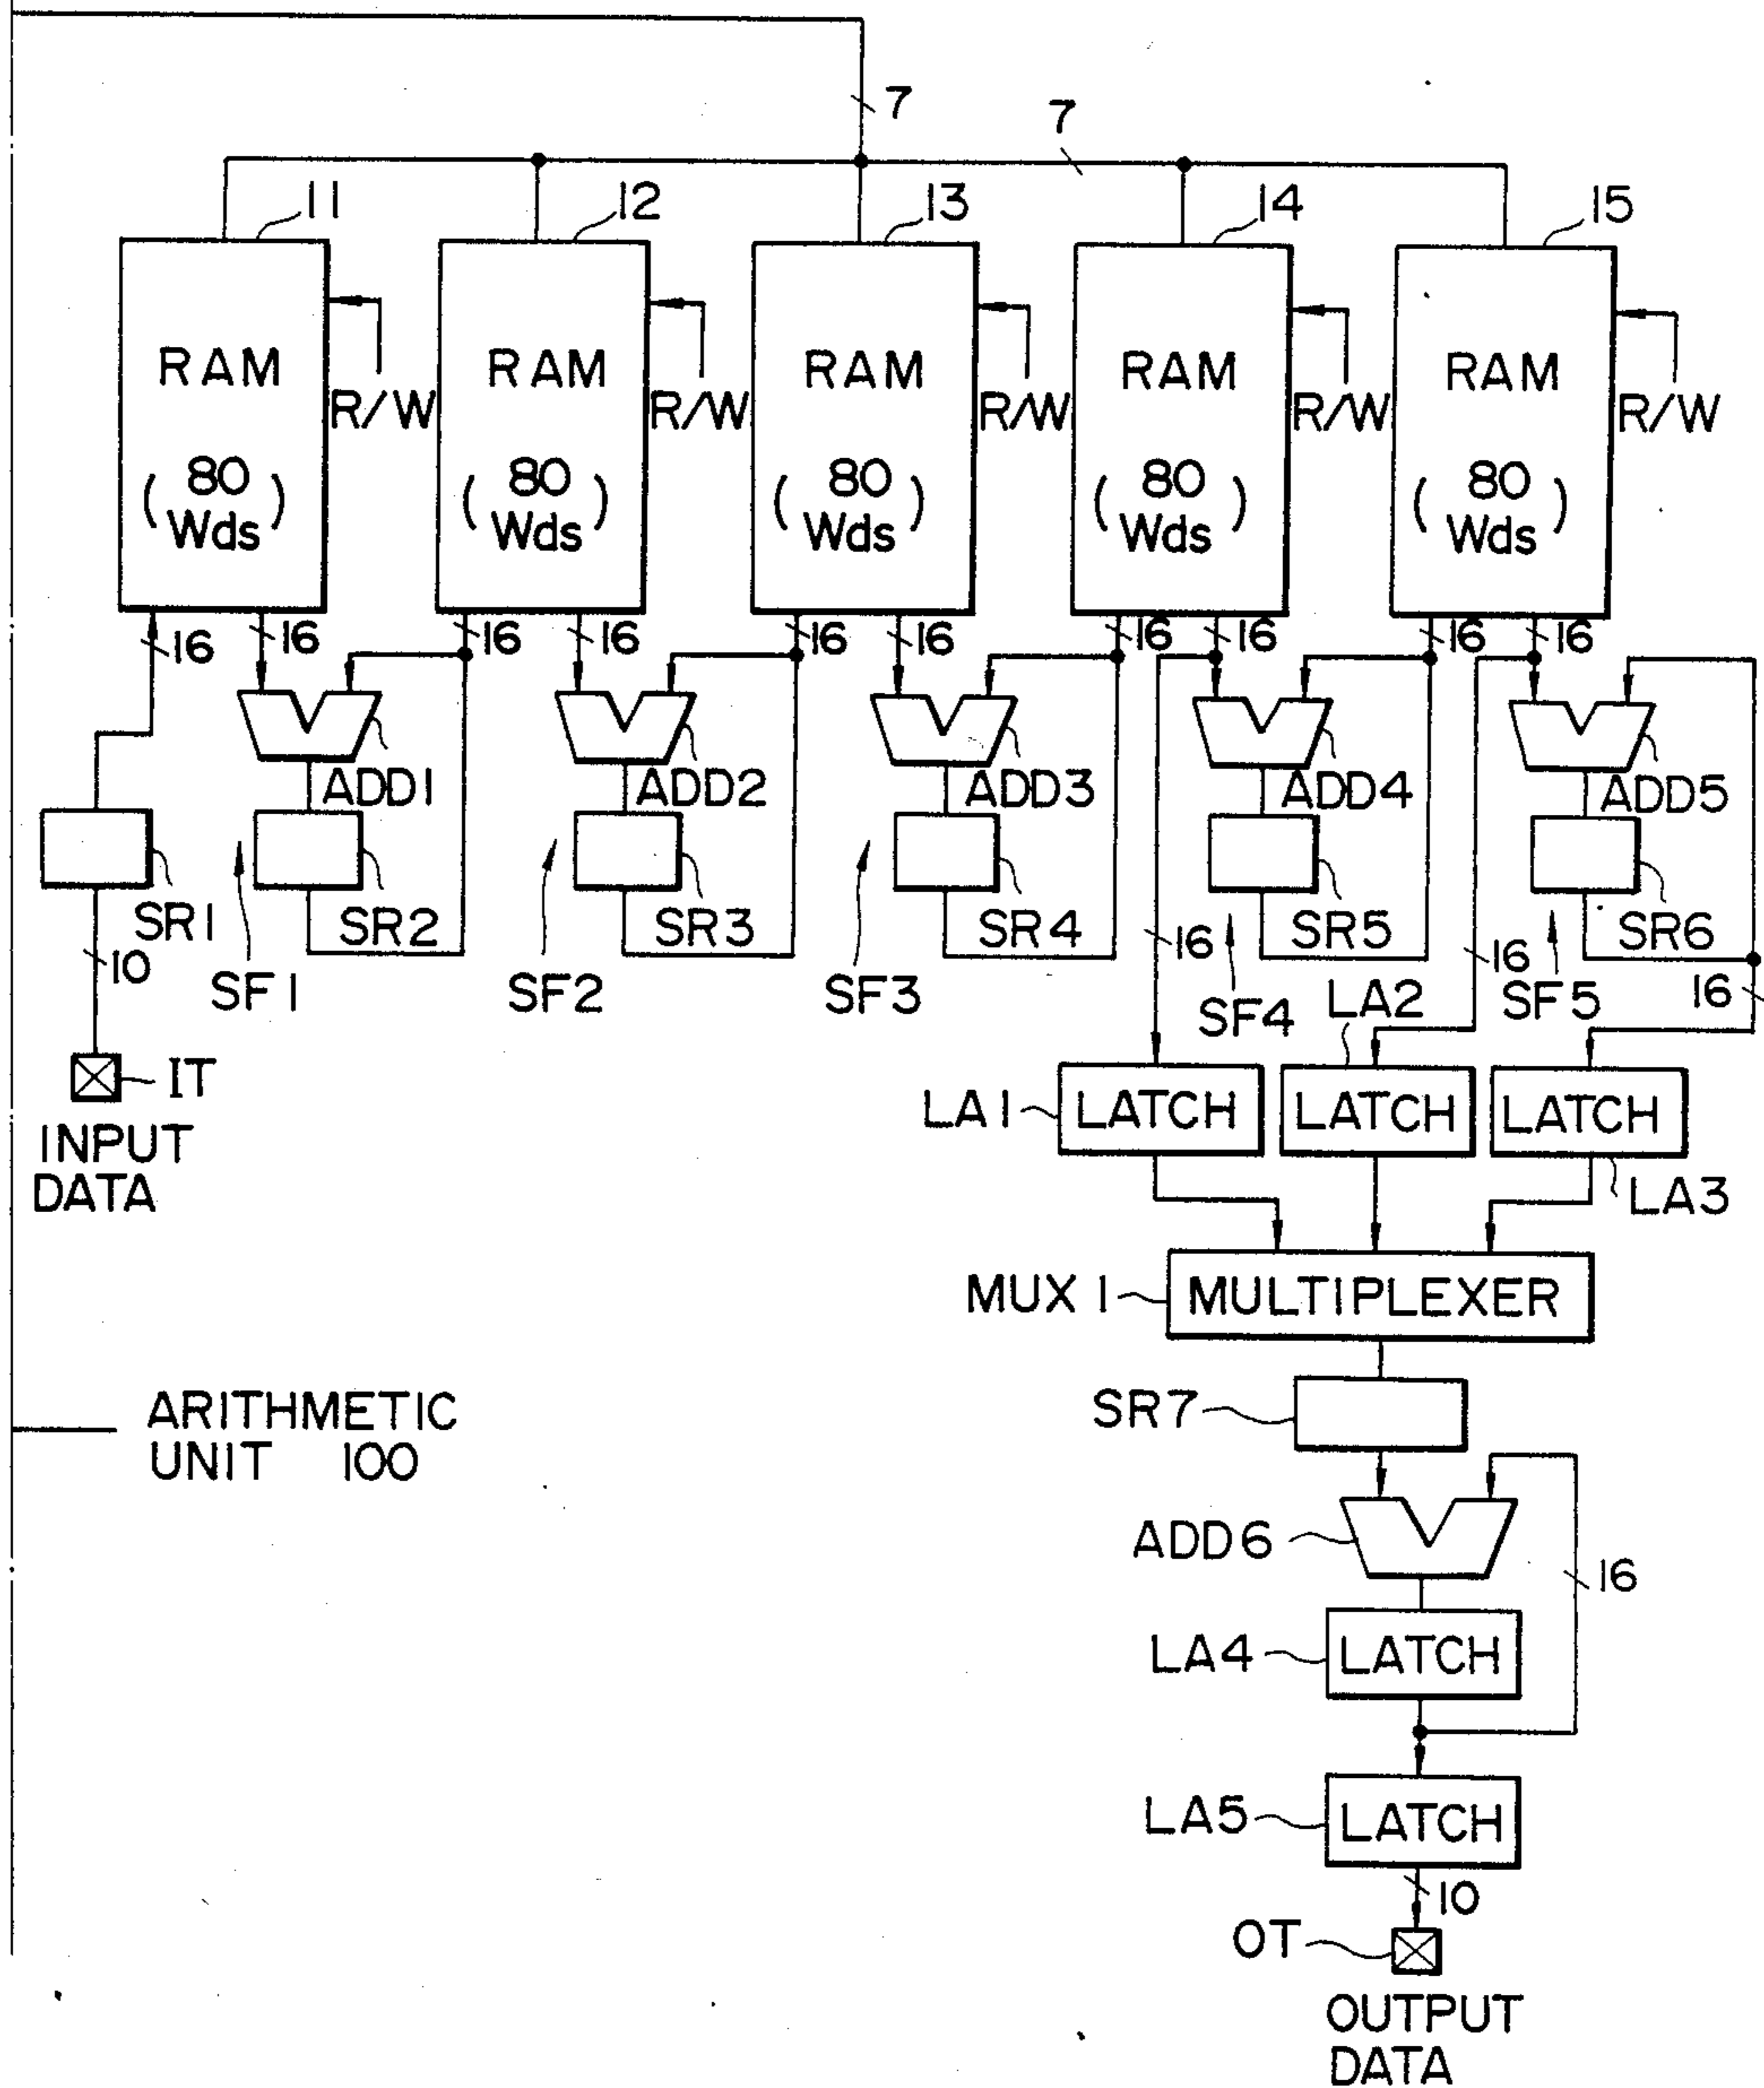 7
7
11
12
13
14
15
RAM
RAM
RAM
RAM
RAM
R/W
R/W
R/W
R/W
R/W
( 80 Wds )
( 80 Wds )
( 80 Wds )
( 80 Wds )
( 80 Wds )
16
16
16
16
16
16
16
16
16
16
ADD1
ADD2
ADD3
ADD4
ADD5
SR1
SR2
SR3
SR4
SR5
SR6
10
SF1
SF2
SF3
16
SF4
16
SF5
16
IT
INPUT
DATA
LA2
LA1
LATCH
LATCH
LATCH
LA3
MUX 1
MULTIPLEXER
SR7
ARITHMETIC
UNIT 100
ADD6
16
LA4
LATCH
LA5
LATCH
10
OT
OUTPUT
DATA